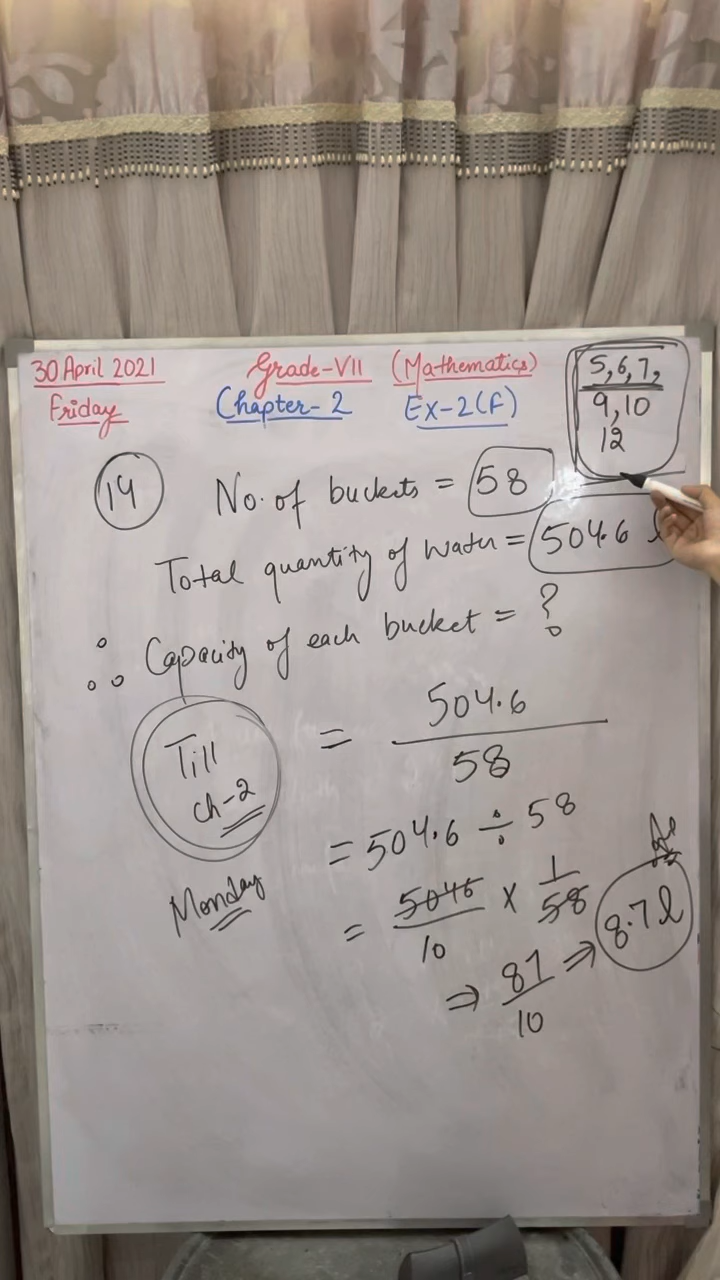 30 April 2021 Grade-VII (Mathematics)
Friday Chapter-2 Ex-2(F)
5,6,7,
9,10
12
14 No. of buckets = 58
Total quantity of water = 504.6 l
∴ Capacity of each bucket = ?
= 504.6
58
Till
ch-2
= 504.6 ÷ 58
Monday
= 5046/10 × 1/58
⇒ 87/10 ⇒ 8.7 l